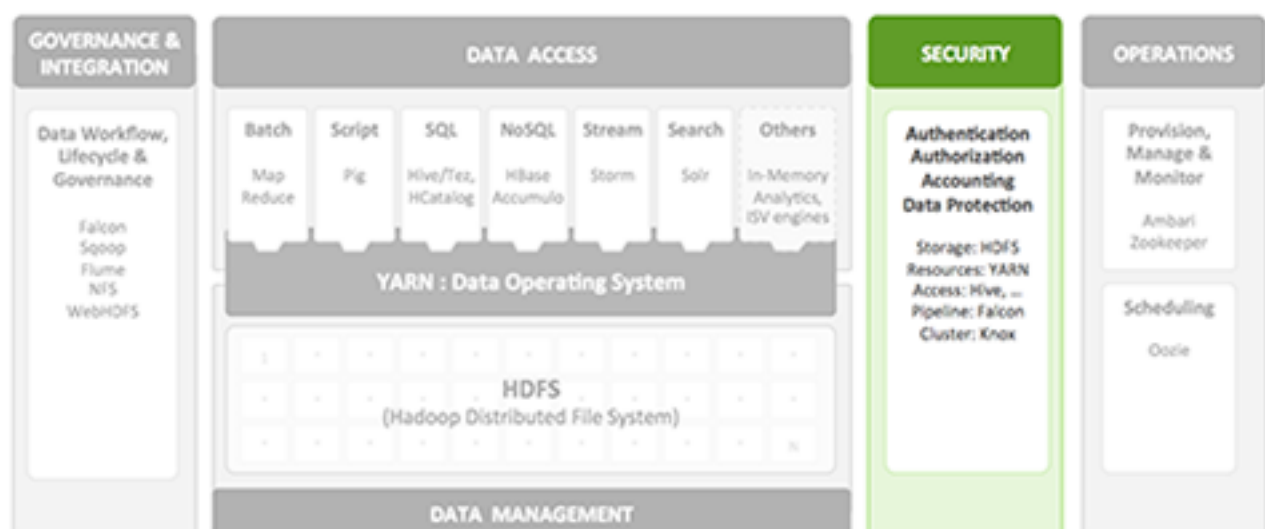 GOVERNANCE &
INTEGRATION
Data Workflow,
Lifecycle &
Governance
Falcon
Sqoop
Flume
NFS
WebHDFS
DATA ACCESS
Batch
Map
Reduce
Script
Pig
SQL
Hive/Tez,
HCatalog
NoSQL
HBase
Accumulo
Stream
Storm
Search
Solr
Others
In-Memory
Analytics,
ISV engines
YARN : Data Operating System
1
HDFS
(Hadoop Distributed File System)
N
DATA MANAGEMENT
SECURITY
Authentication
Authorization
Accounting
Data Protection
Storage: HDFS
Resources: YARN
Access: Hive, ...
Pipeline: Falcon
Cluster: Knox
OPERATIONS
Provision,
Manage &
Monitor
Ambari
Zookeeper
Scheduling
Oozie